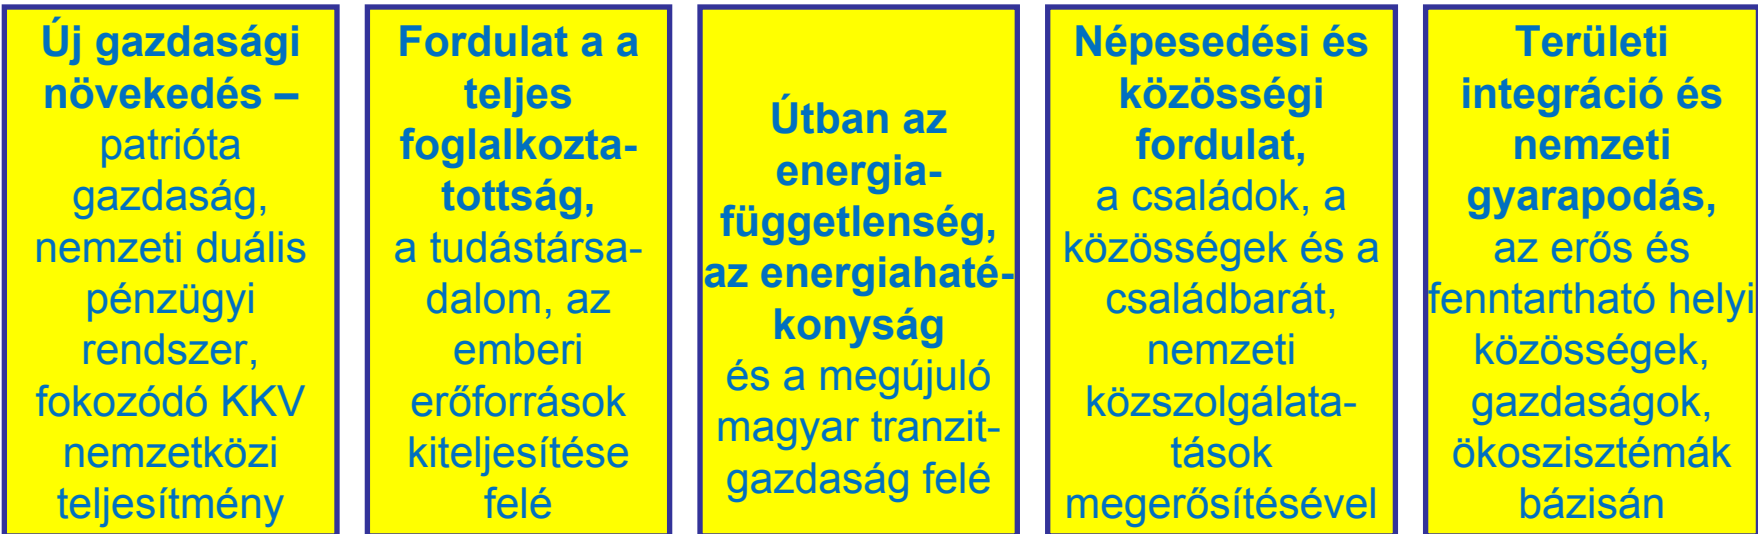 Új gazdasági
növekedés –
patrióta
gazdaság,
nemzeti duális
pénzügyi
rendszer,
fokozódó KKV
nemzetközi
teljesítmény
Fordulat a a
teljes
foglalkozta-
tottság,
a tudástársa-
dalom, az
emberi
erőforrások
kiteljesítése
felé
Útban az
energia-
függetlenség,
az energiahaté-
konyság
és a megújuló
magyar tranzit-
gazdaság felé
Népesedési és
közösségi
fordulat,
a családok, a
közösségek és a
családbarát,
nemzeti
közszolgálata-
tások
megerősítésével
Területi
integráció és
nemzeti
gyarapodás,
az erős és
fenntartható helyi
közösségek,
gazdaságok,
ökoszisztémák
bázisán